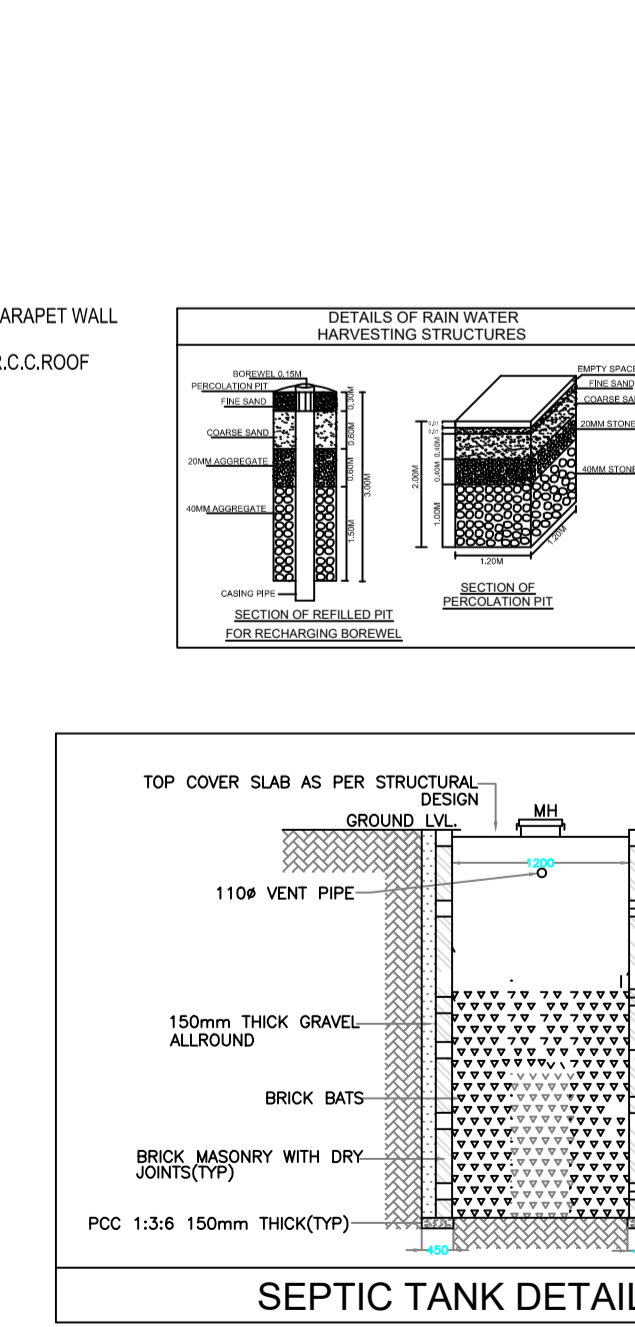 ARAPET WALL
R.C.C.ROOF
DETAILS OF RAIN WATER
HARVESTING STRUCTURES
BOREWEL 0.15M
PERCOLATION PIT
FINE SAND
COARSE SAND
20MM AGGREGATE
40MM AGGREGATE
CASING PIPE
0.30M
0.60M
0.60M
1.50M
3.00M
SECTION OF REFILLED PIT
FOR RECHARGING BOREWEL
EMPTY SPACE
FINE SAND
COARSE SA
20MM STONE
40MM STONE
0.40M
0.40M
1.00M
2.00M
1.20M
1.20M
SECTION OF
PERCOLATION PIT
TOP COVER SLAB AS PER STRUCTURAL
DESIGN
GROUND LVL.
MH
1200
110ø VENT PIPE
150mm THICK GRAVEL
ALLROUND
BRICK BATS
BRICK MASONRY WITH DRY
JOINTS(TYP)
PCC 1:3:6 150mm THICK(TYP)
450
SEPTIC TANK DETAIL